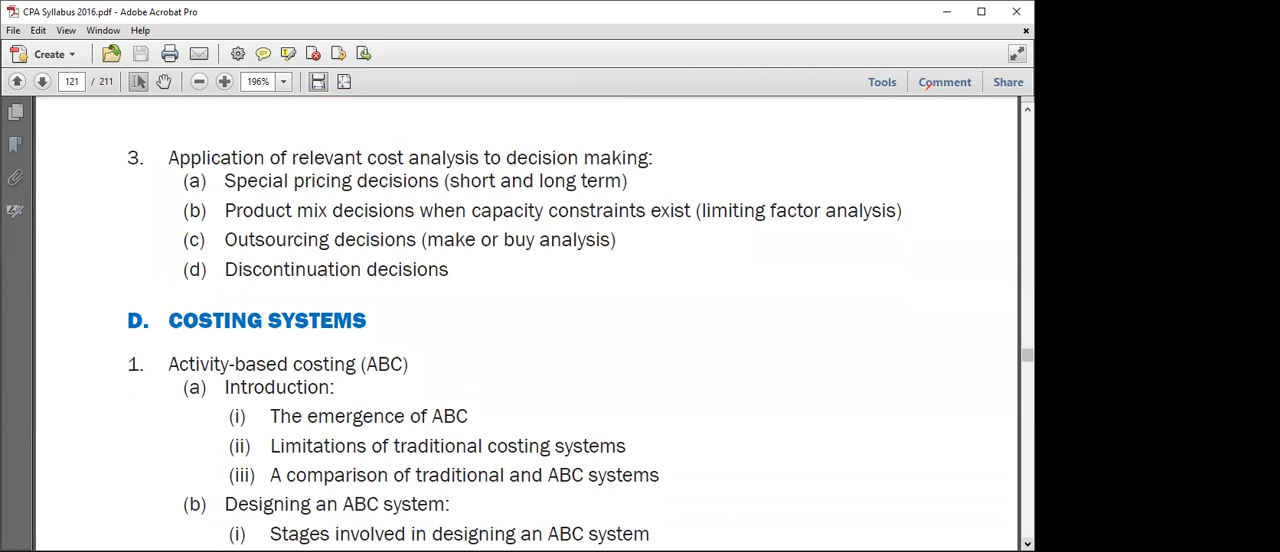 CPA Syllabus 2016.pdf - Adobe Acrobat Pro
File Edit View Window Help
Create
121 / 211 196% Tools Comment Share
3. Application of relevant cost analysis to decision making:
(a) Special pricing decisions (short and long term)
(b) Product mix decisions when capacity constraints exist (limiting factor analysis)
(c) Outsourcing decisions (make or buy analysis)
(d) Discontinuation decisions
D. COSTING SYSTEMS
1. Activity-based costing (ABC)
(a) Introduction:
(i) The emergence of ABC
(ii) Limitations of traditional costing systems
(iii) A comparison of traditional and ABC systems
(b) Designing an ABC system:
(i) Stages involved in designing an ABC system